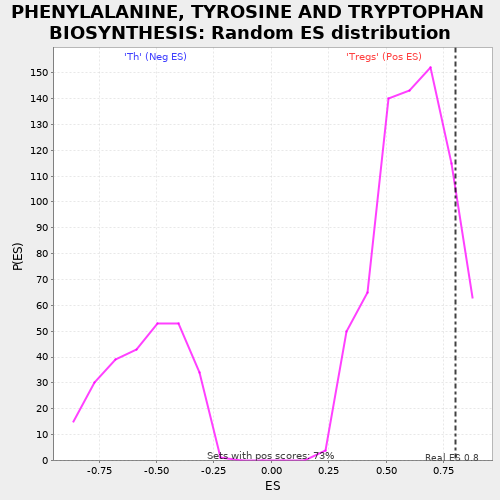 PHENYLALANINE, TYROSINE AND TRYPTOPHAN
BIOSYNTHESIS: Random ES distribution
'Th' (Neg ES)
'Tregs' (Pos ES)
150
140
130
120
110
100
90
80
70
60
50
40
30
20
10
0
P(ES)
Sets with pos scores: 73%
Real ES 0.8
-0.75
-0.50
-0.25
0.00
0.25
0.50
0.75
ES